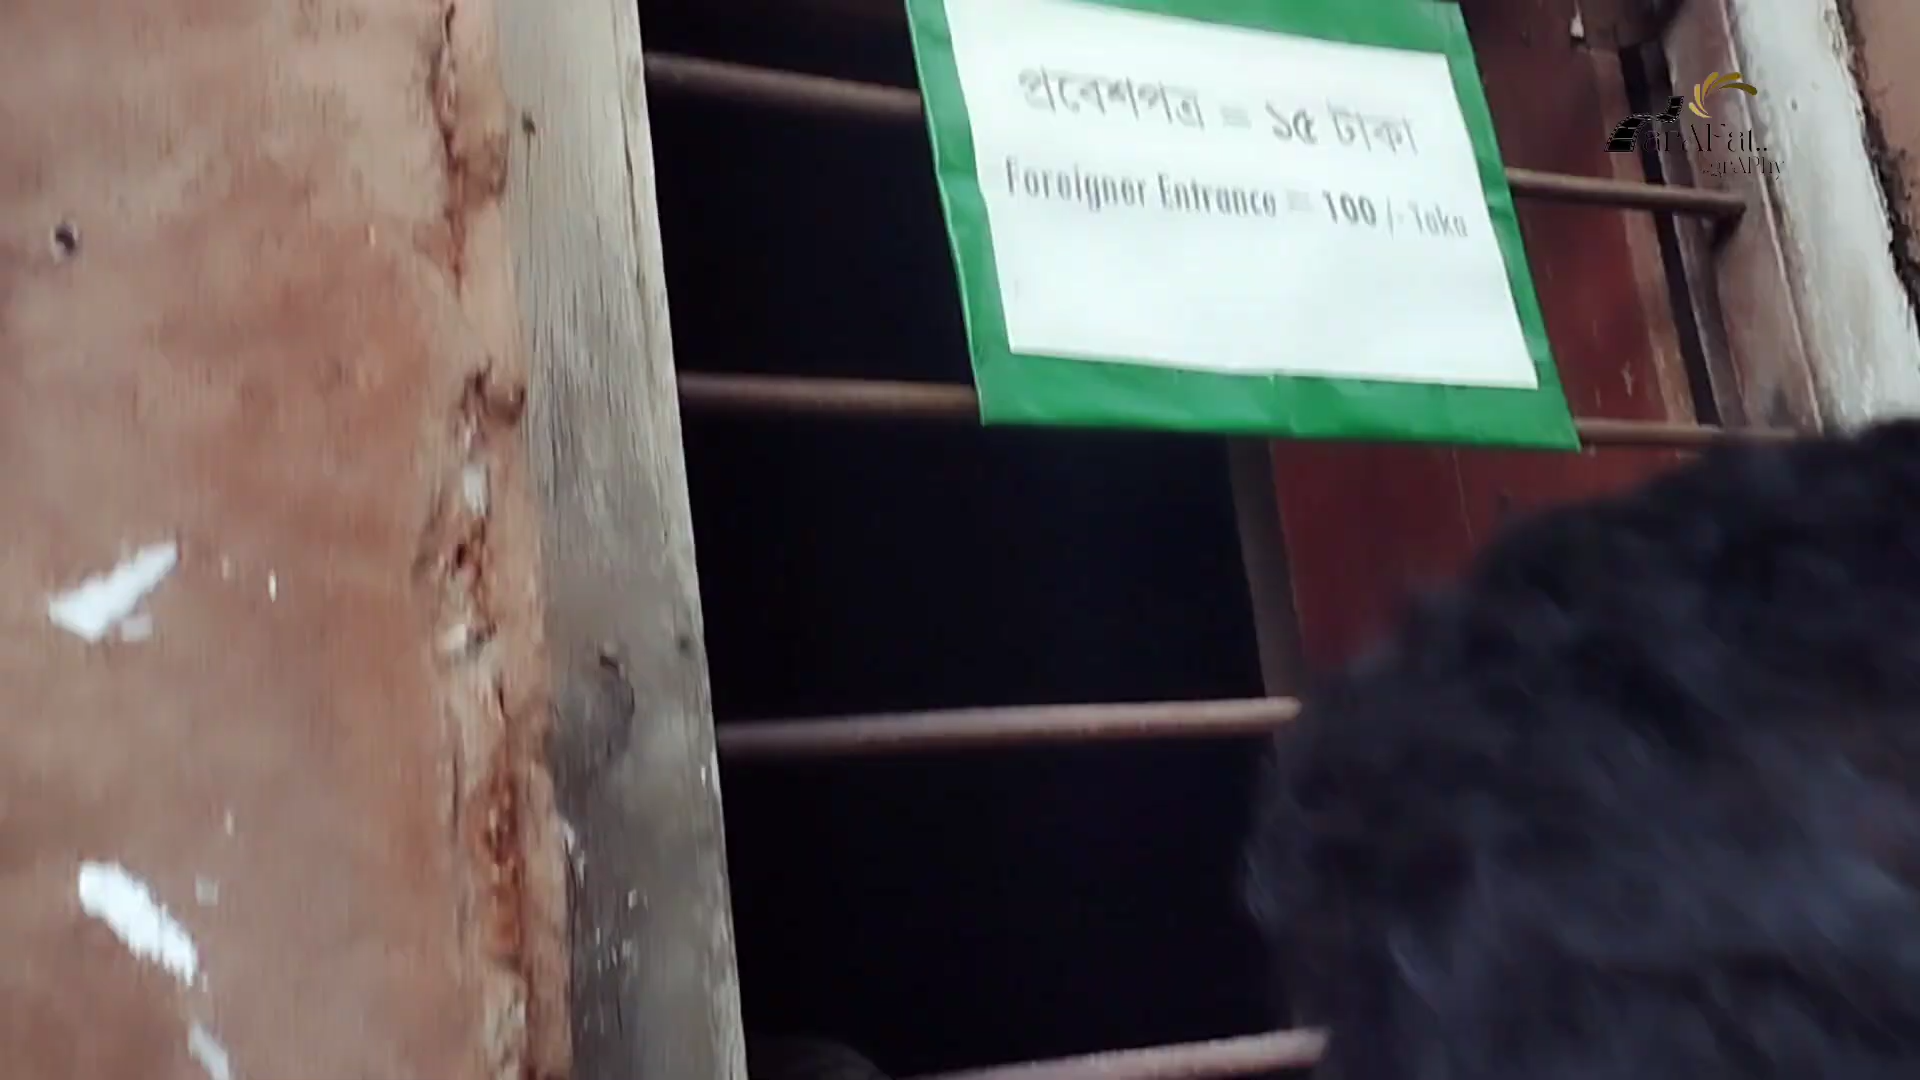 প্রবেশপত্র = ১৫ টাকা
Foreigner Entrance = 100 /- Taka